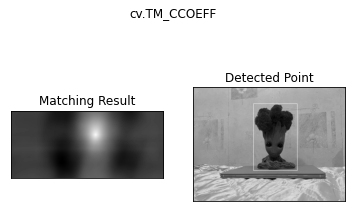 cv.TM_CCOEFF
Detected Point
Matching Result